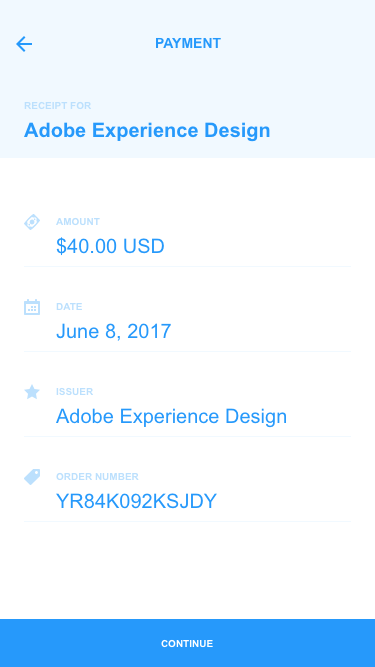 PAYMENT
RECEIPT FOR
Adobe Experience Design
AMOUNT
$40.00 USD
DATE
June 8, 2017
ISSUER
Adobe Experience Design
ORDER NUMBER
YR84K092KSJDY
CONTINUE